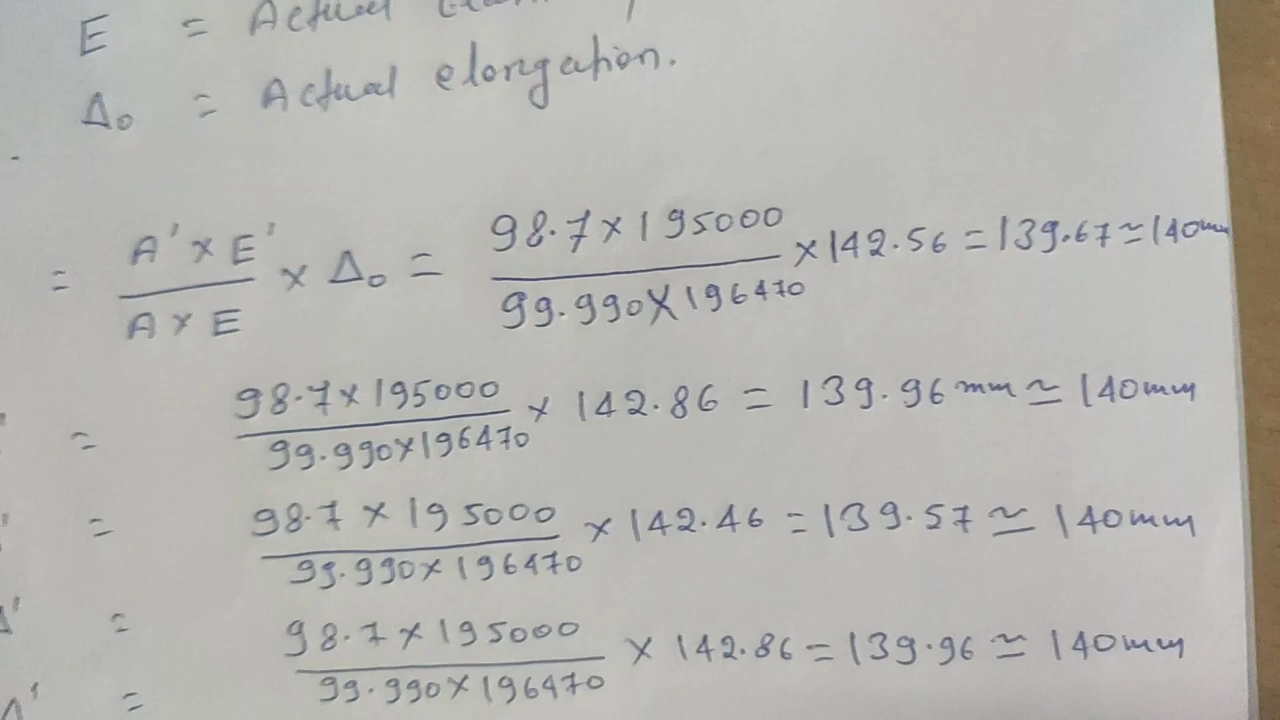 E = Actual
Δ₀ = Actual elongation.
= A' × E' / A × E × Δ₀ = 98.7 × 195000 / 99.990 × 196470 × 142.56 = 139.67 ≃ 140mm
= 98.7 × 195000 / 99.990 × 196470 × 142.86 = 139.96 mm ≃ 140mm
= 98.7 × 195000 / 99.990 × 196470 × 142.46 = 139.57 ≃ 140mm
Δ' = 98.7 × 195000 / 99.990 × 196470 × 142.86 = 139.96 ≃ 140mm
Δ' =